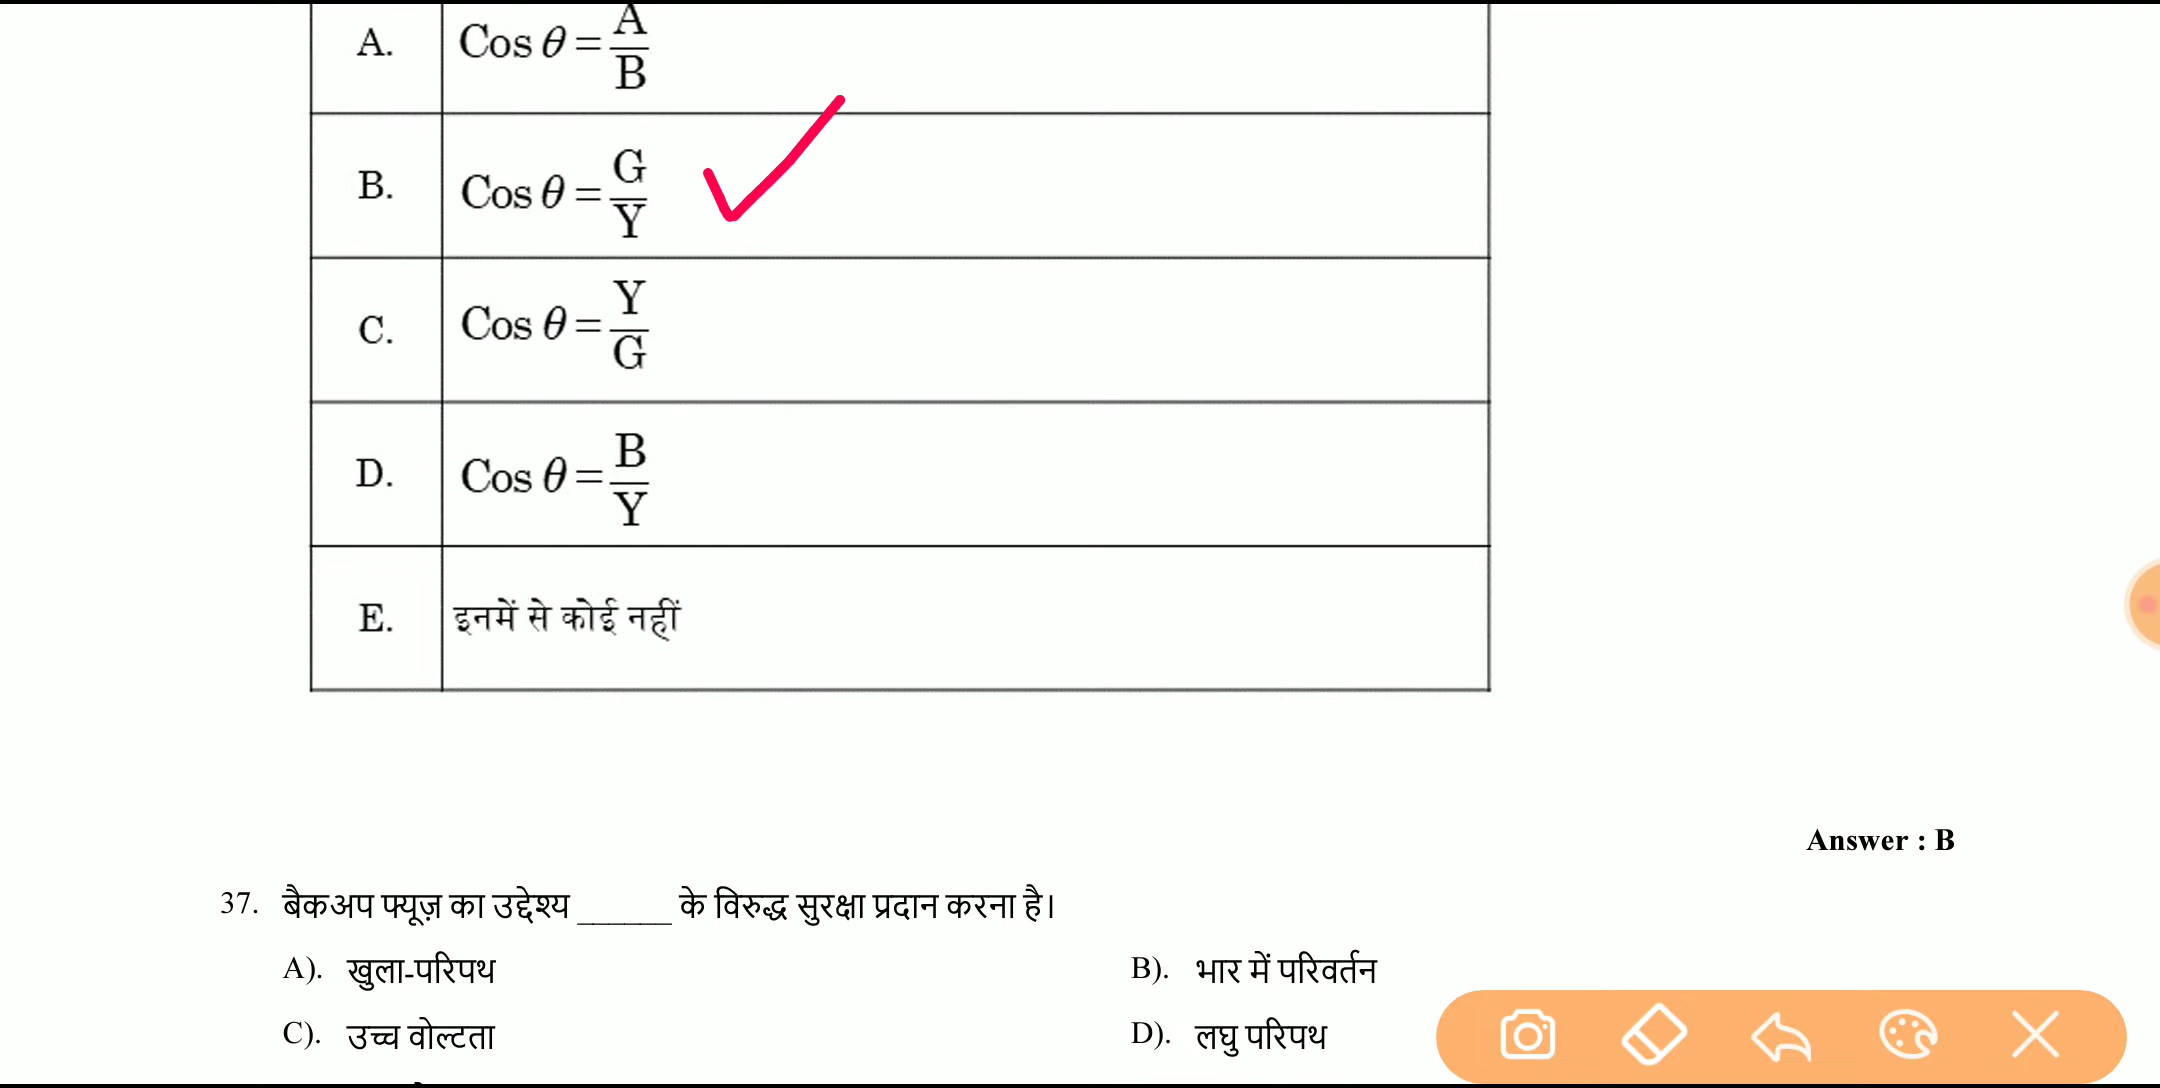 A. Cos θ = A/B
B. Cos θ = G/Y
C. Cos θ = Y/G
D. Cos θ = B/Y
E. इनमें से कोई नहीं
Answer : B
37. बैकअप फ्यूज़ का उद्देश्य ______ के विरुद्ध सुरक्षा प्रदान करना है।
A). खुला-परिपथ B). भार में परिवर्तन
C). उच्च वोल्टता D). लघु परिपथ